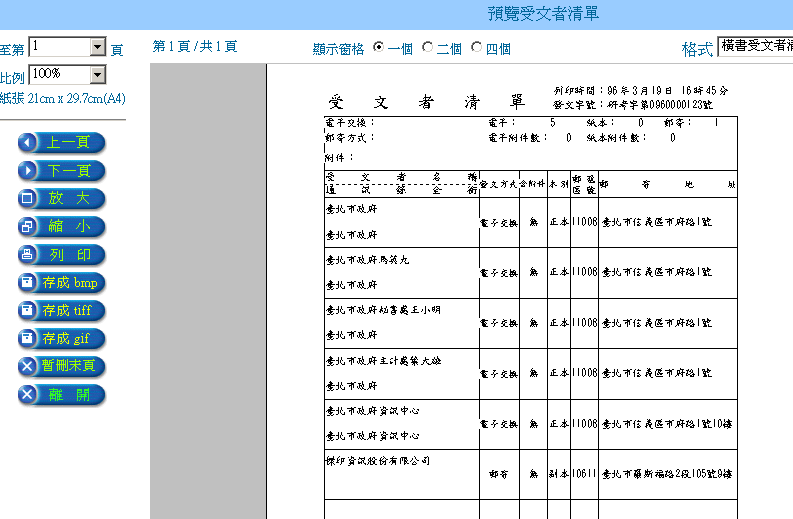 預覽受文者清單
至第 1 頁
比例 100%
紙張 21cm x 29.7cm(A4)
上一頁
下一頁
放 大
縮 小
列 印
存成 bmp
存成 tiff
存成 gif
暫刪末頁
離 開
第 1 頁 / 共 1 頁
顯示窗格 一個 二個 四個
格式 橫書受文者清
列印時間：96 年 3 月 19 日 16 時 45 分
受 文 者 清 單
發文字號：研考字第0960000123號
電子交換： 電子： 5 紙本： 0 郵寄： 1
郵寄方式： 電子附件數： 0 紙本附件數： 0
附件：
受 文 者 名 稱
通 訊 錄 全 銜
發文方式 含附件 本別 郵遞區號 郵 寄 地 址
臺北市政府
臺北市政府
電子交換 無 正本 11008 臺北市信義區市府路1號
臺北市政府馬英九
臺北市政府
電子交換 無 正本 11008 臺北市信義區市府路1號
臺北市政府秘書處王小明
臺北市政府
電子交換 無 正本 11008 臺北市信義區市府路1號
臺北市政府主計處葉大雄
臺北市政府
電子交換 無 正本 11008 臺北市信義區市府路1號
臺北市政府資訊中心
臺北市政府資訊中心
電子交換 無 正本 11008 臺北市信義區市府路1號10樓
傑印資訊股份有限公司
郵寄 無 副本 10611 臺北市羅斯福路2段105號9樓